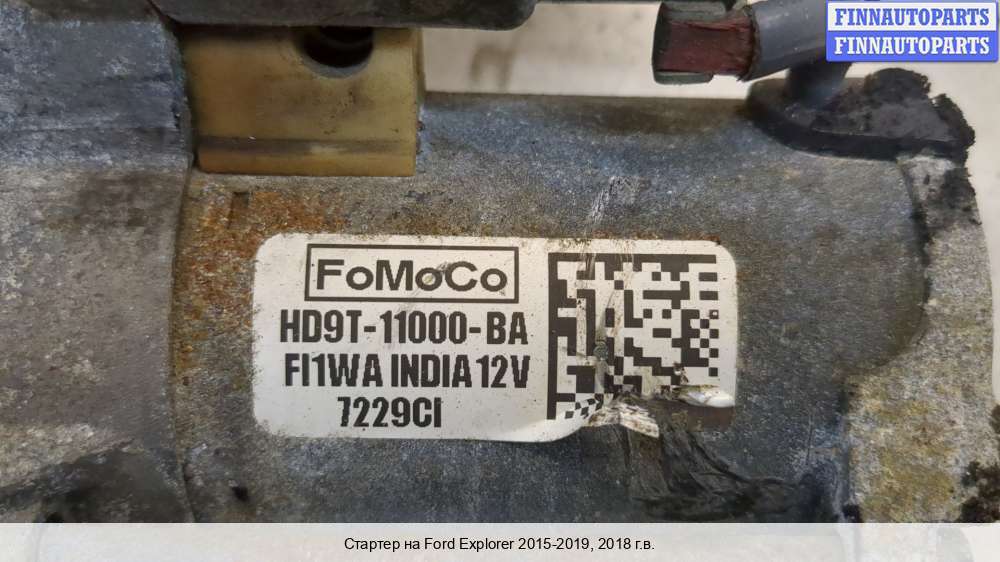 FINNAUTOPARTS
FINNAUTOPARTS
FoMoCo
HD9T-11000-BA
FI1WA INDIA 12V
7229CI
Стартер на Ford Explorer 2015-2019, 2018 г.в.